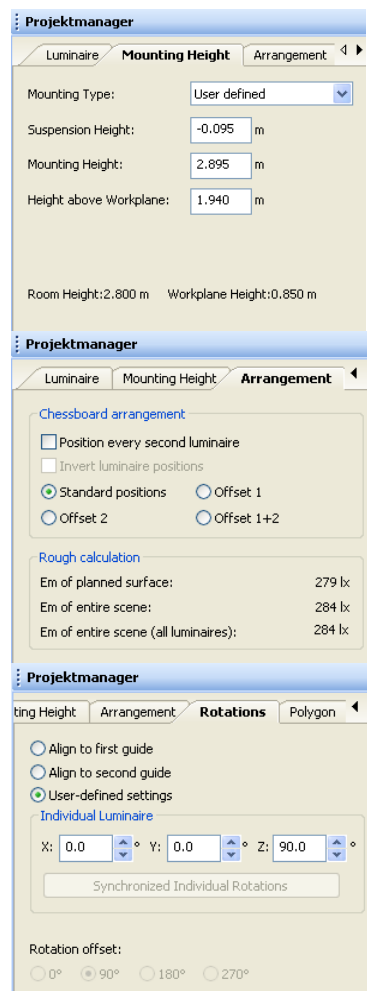 Projektmanager
Luminaire Mounting Height Arrangement
Mounting Type: User defined
Suspension Height: -0.095 m
Mounting Height: 2.895 m
Height above Workplane: 1.940 m
Room Height:2.800 m Workplane Height:0.850 m
Projektmanager
Luminaire Mounting Height Arrangement
Chessboard arrangement
Position every second luminaire
Invert luminaire positions
Standard positions Offset 1
Offset 2 Offset 1+2
Rough calculation
Em of planned surface: 279 lx
Em of entire scene: 284 lx
Em of entire scene (all luminaires): 284 lx
Projektmanager
ting Height Arrangement Rotations Polygon
Align to first guide
Align to second guide
User-defined settings
Individual Luminaire
X: 0.0 ° Y: 0.0 ° Z: 90.0 °
Synchronized Individual Rotations
Rotation offset:
0° 90° 180° 270°